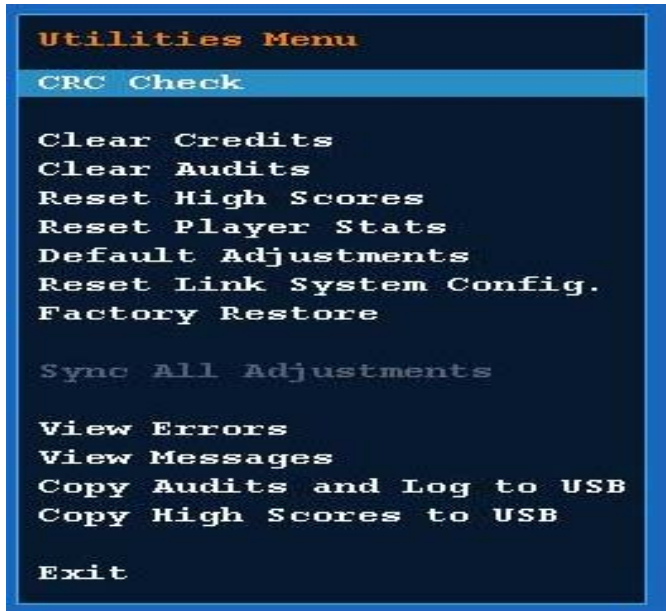 Utilities Menu
CRC Check
Clear Credits
Clear Audits
Reset High Scores
Reset Player Stats
Default Adjustments
Reset Link System Config.
Factory Restore
Sync All Adjustments
View Errors
View Messages
Copy Audits and Log to USB
Copy High Scores to USB
Exit